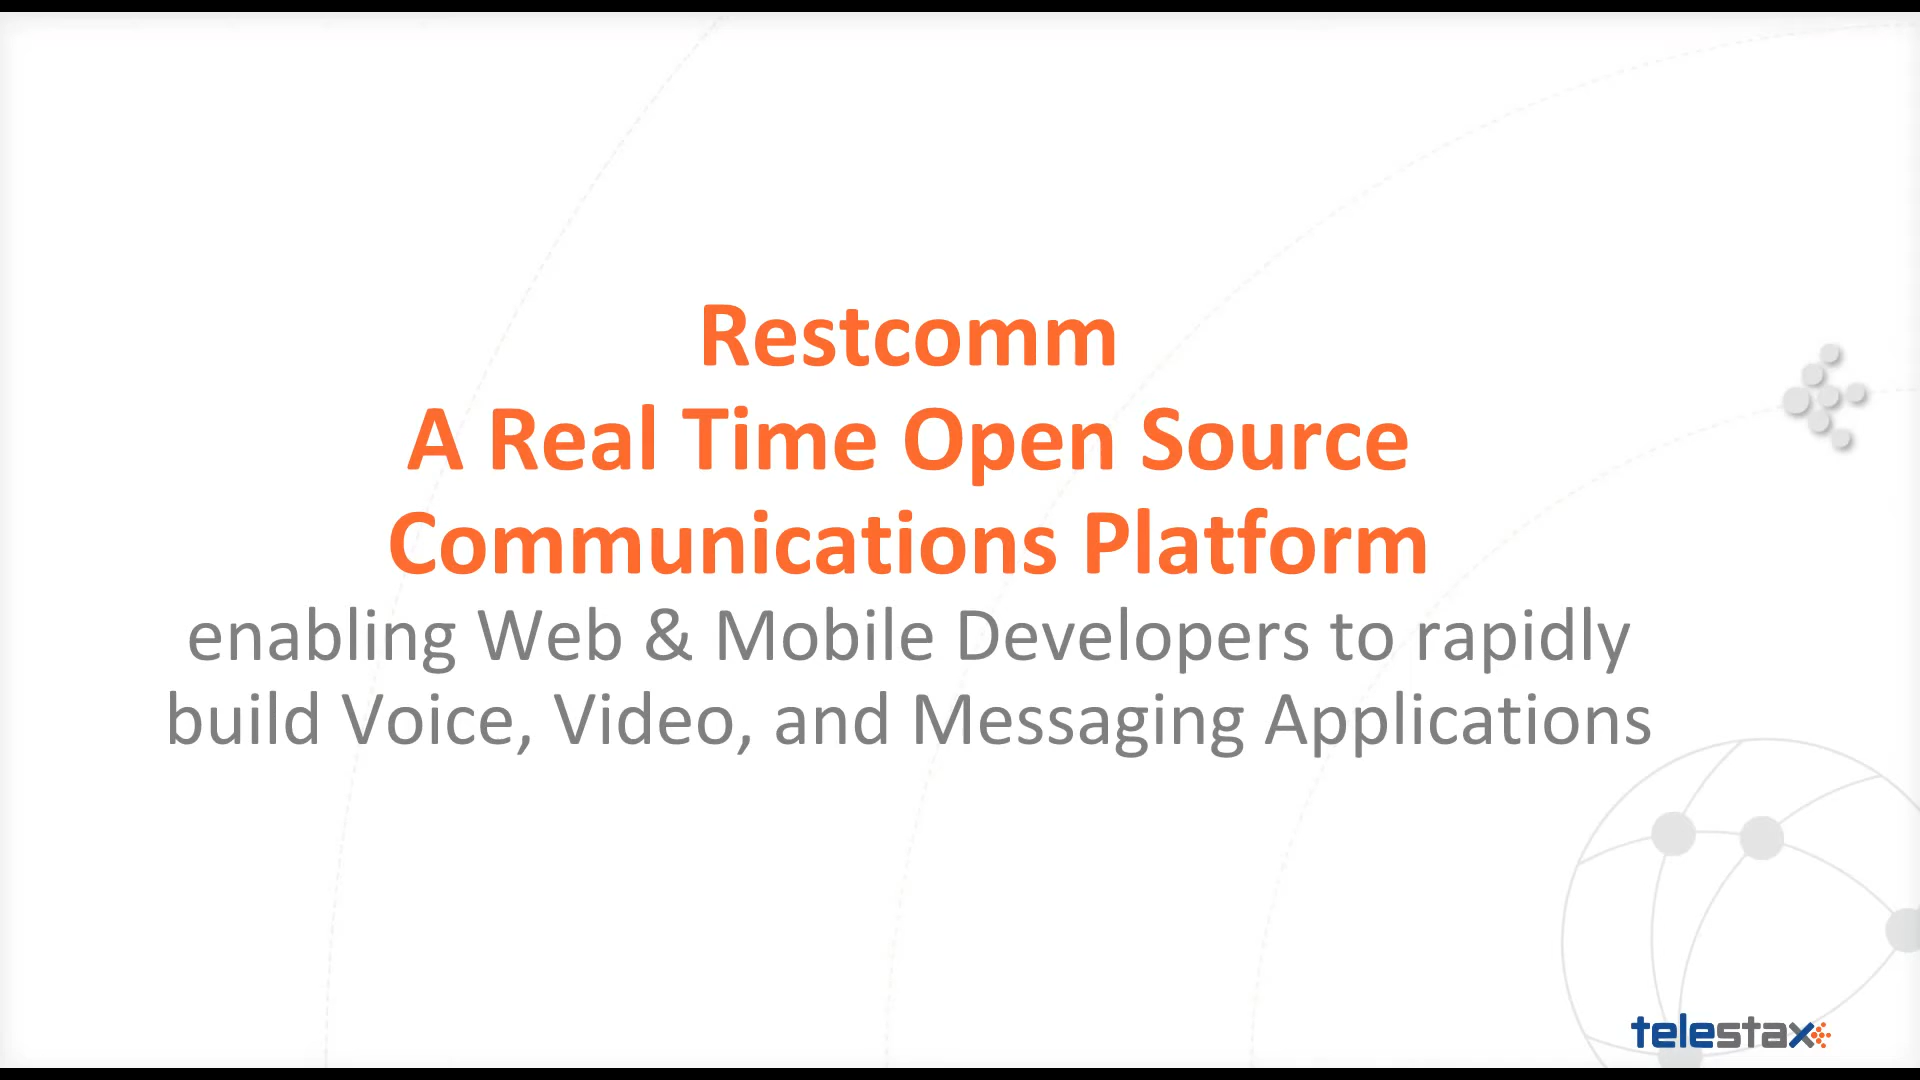 Restcomm
A Real Time Open Source
Communications Platform
enabling Web & Mobile Developers to rapidly
build Voice, Video, and Messaging Applications
telestax